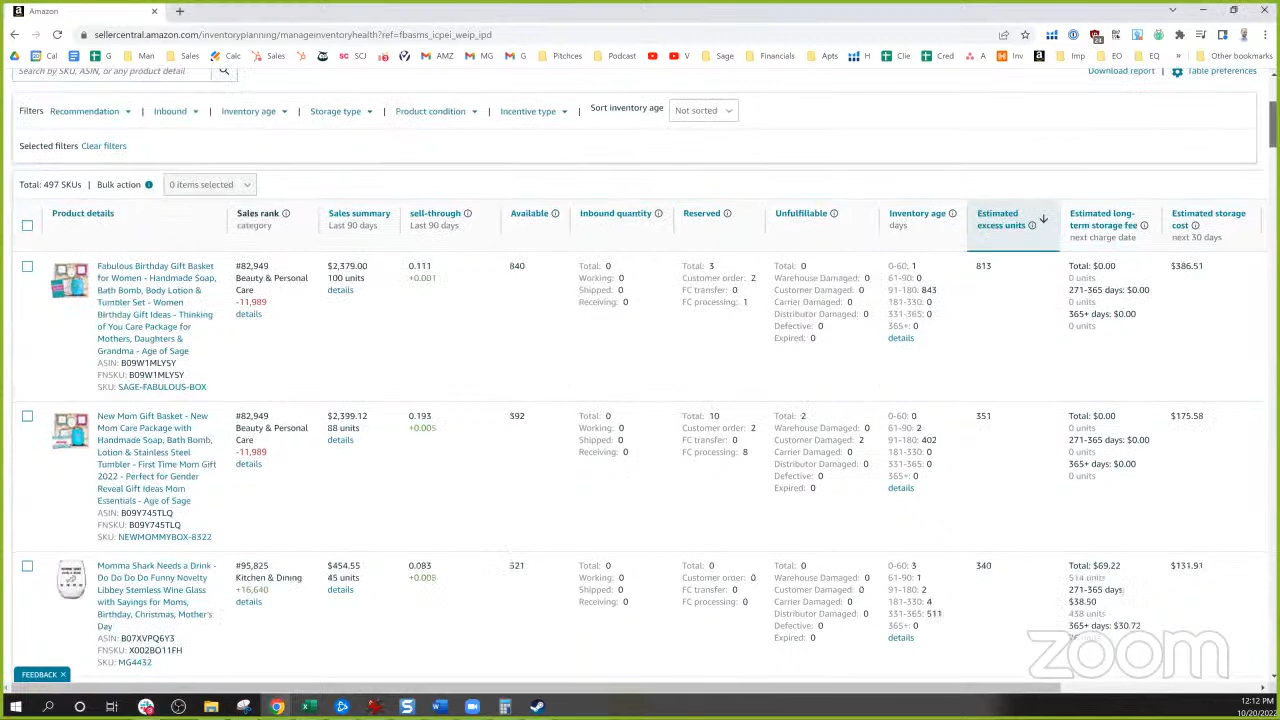 Amazon
sellercentral.amazon.com/inventoryplanning/manageinventoryhealth?ref=fbasms_icpei_weip_ipd
Cal G Man Sales Calc Sales SC SCJ AMZ MG G Pitchces Podcast V Sage Financials Apts H Clie Cred A Inv Imp EO EQ » Other bookmarks
Search by SKU, ASIN, or any product detail
Download report | Table preferences
Filters Recommendation | Inbound | Inventory age | Storage type | Product condition | Incentive type | Sort inventory age Not sorted
Selected filters Clear filters
Total: 497 SKUs | Bulk action 0 items selected
Product details
Sales rank
category
Sales summary
Last 90 days
sell-through
Last 90 days
Available
Inbound quantity
Reserved
Unfulfillable
Inventory age
days
Estimated
excess units
Estimated long-
term storage fee
next charge date
Estimated storage
cost
next 30 days
Fabulous Birthday Gift Basket
for Women - Handmade Soap,
Bath Bomb, Body Lotion &
Tumbler Set - Women
Birthday Gift Ideas - Thinking
of You Care Package for
Mothers, Daughters &
Grandma - Age of Sage
ASIN: B09W1MLYSY
FNSKU: B09W1MLYSY
SKU: SAGE-FABULOUS-BOX
#82,949
Beauty & Personal
Care
-11,989
details
$2,379.00
100 units
details
0.111
+0.001
840
Total: 0
Working: 0
Shipped: 0
Receiving: 0
Total: 3
Customer order: 2
FC transfer: 0
FC processing: 1
Total: 0
Warehouse Damaged: 0
Customer Damaged: 0
Carrier Damaged: 0
Distributor Damaged: 0
Defective: 0
Expired: 0
0-60: 1
61-90: 0
91-180: 843
181-330: 0
331-365: 0
365+: 0
details
813
Total: $0.00
0 units
271-365 days: $0.00
0 units
365+ days: $0.00
0 units
$386.51
New Mom Gift Basket - New
Mom Care Package with
Handmade Soap, Bath Bomb,
Lotion & Stainless Steel
Tumbler - First Time Mom Gift
2022 - Perfect for Gender
Reveal Gift Ideas Mom
Essentials - Age of Sage
ASIN: B09Y745TLQ
FNSKU: B09Y745TLQ
SKU: NEWMOMMYBOX-8322
#82,949
Beauty & Personal
Care
-11,989
details
$2,399.12
88 units
details
0.193
+0.005
392
Total: 0
Working: 0
Shipped: 0
Receiving: 0
Total: 10
Customer order: 2
FC transfer: 0
FC processing: 8
Total: 2
Warehouse Damaged: 0
Customer Damaged: 2
Carrier Damaged: 0
Distributor Damaged: 0
Defective: 0
Expired: 0
0-60: 0
61-90: 2
91-180: 402
181-330: 0
331-365: 0
365+: 0
details
351
Total: $0.00
0 units
271-365 days: $0.00
0 units
365+ days: $0.00
0 units
$175.58
Momma Shark Needs a Drink -
Do Do Do Do Funny Novelty
Libbey Stemless Wine Glass
with Sayings for Moms,
Birthday, Christmas, Mother's
Day
ASIN: B07XVPQ6Y3
FNSKU: X002BO11FH
SKU: MG4432
#95,825
Kitchen & Dining
+16,640
details
$454.55
45 units
details
0.083
+0.008
521
Total: 0
Working: 0
Shipped: 0
Receiving: 0
Total: 0
Customer order: 0
FC transfer: 0
FC processing: 0
Total: 0
Warehouse Damaged: 0
Customer Damaged: 0
Carrier Damaged: 0
Distributor Damaged: 0
Defective: 0
Expired: 0
0-60: 3
61-90: 1
91-180: 2
181-330: 4
331-365: 511
365+: 0
details
340
Total: $69.22
514 units
271-365 days:
$38.50
438 units
365+ days: $30.72
$131.91
FEEDBACK
zoom
12:12 PM
10/20/2022